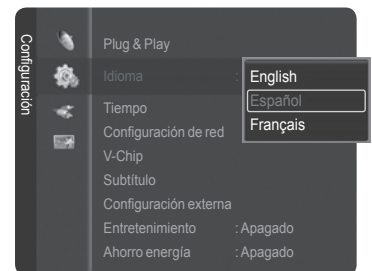 Configuración
Plug & Play
Idioma :
English
Español
Français
Tiempo
Configuración de red
V-Chip
Subtítulo
Configuración externa
Entretenimiento : Apagado
Ahorro energía : Apagado